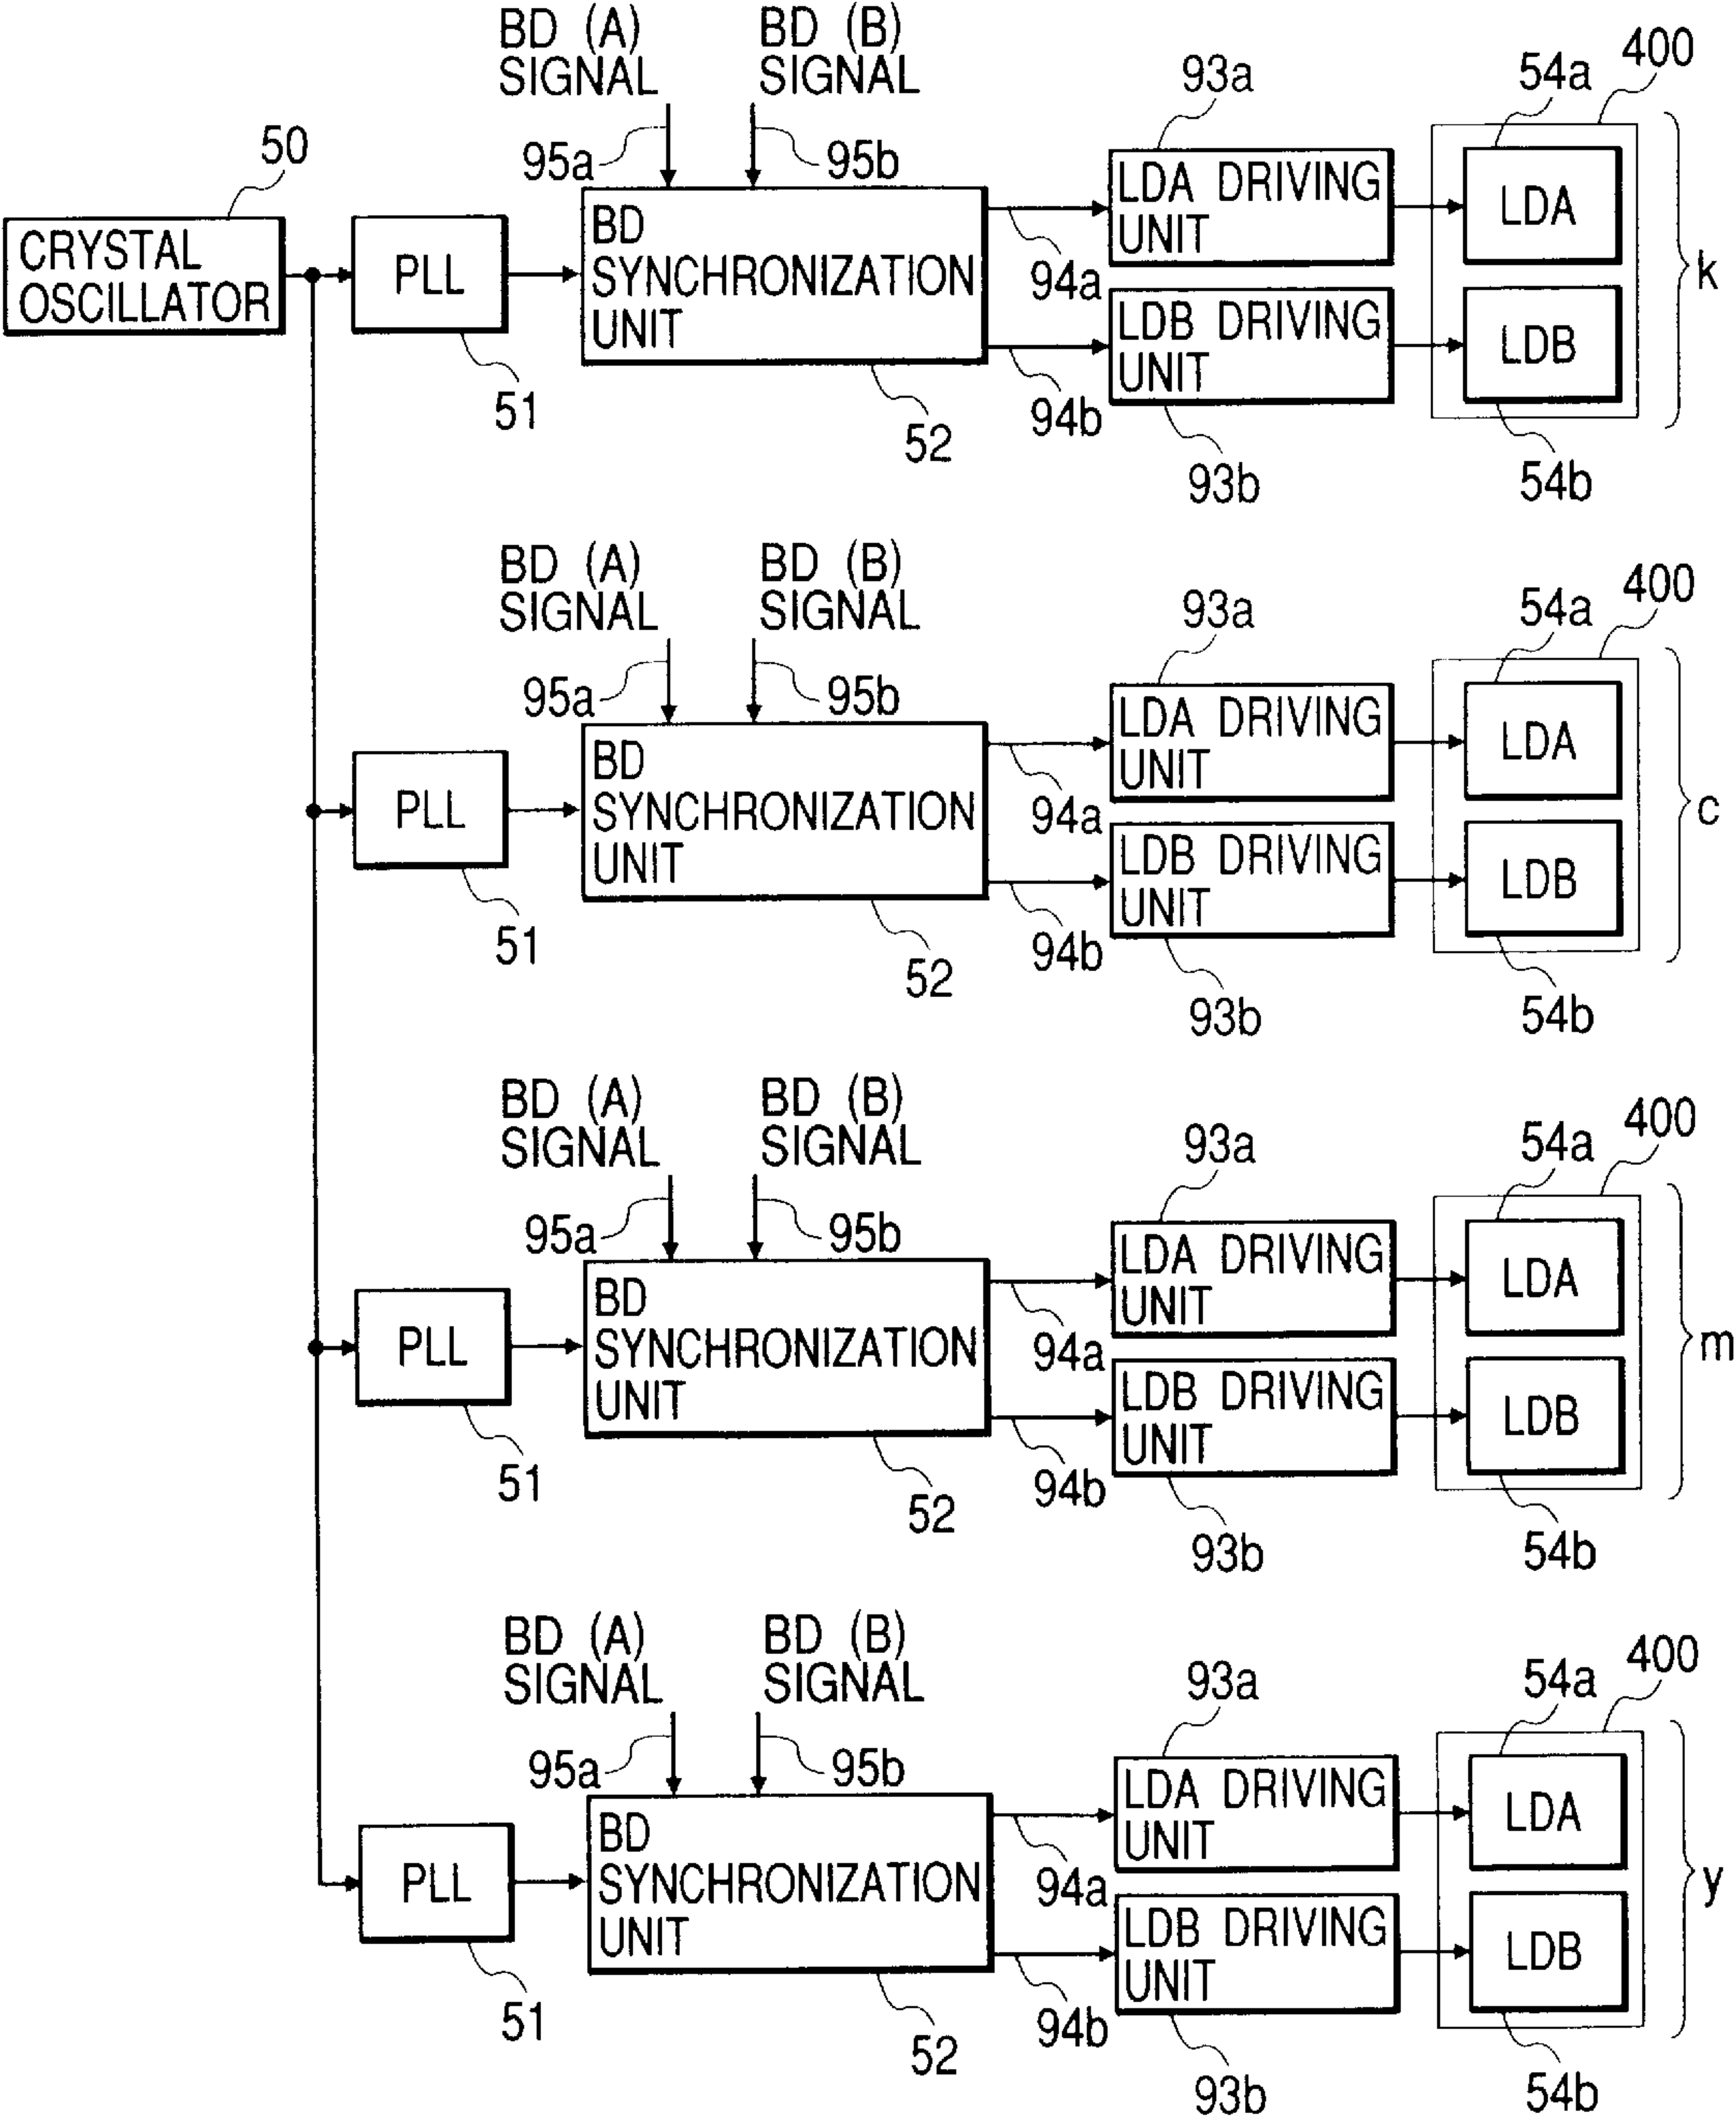 BD (A)
SIGNAL
BD (B)
SIGNAL
95a
95b
50
CRYSTAL
OSCILLATOR
PLL
51
BD
SYNCHRONIZATION
UNIT
52
94a
94b
93a
LDA DRIVING
UNIT
LDB DRIVING
UNIT
93b
54a
400
LDA
LDB
54b
k
BD (A)
SIGNAL
BD (B)
SIGNAL
95a
95b
PLL
51
BD
SYNCHRONIZATION
UNIT
52
94a
94b
93a
LDA DRIVING
UNIT
LDB DRIVING
UNIT
93b
54a
400
LDA
LDB
54b
c
BD (A)
SIGNAL
BD (B)
SIGNAL
95a
95b
PLL
51
BD
SYNCHRONIZATION
UNIT
52
94a
94b
93a
LDA DRIVING
UNIT
LDB DRIVING
UNIT
93b
54a
400
LDA
LDB
54b
m
BD (A)
SIGNAL
BD (B)
SIGNAL
95a
95b
PLL
51
BD
SYNCHRONIZATION
UNIT
52
94a
94b
93a
LDA DRIVING
UNIT
LDB DRIVING
UNIT
93b
54a
400
LDA
LDB
54b
y